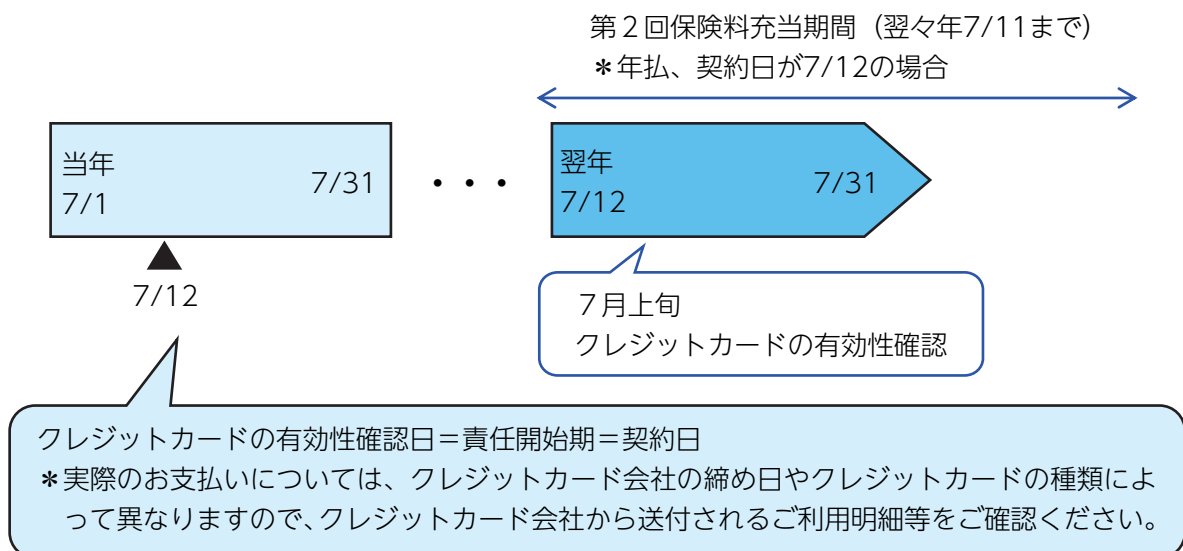 第２回保険料充当期間（翌々年7/11まで）
＊年払、契約日が7/12の場合
当年
7/1
7/31
・・・
翌年
7/12
7/31
7/12
７月上旬
クレジットカードの有効性確認
クレジットカードの有効性確認日＝責任開始期＝契約日
＊実際のお支払いについては、クレジットカード会社の締め日やクレジットカードの種類によ
って異なりますので、クレジットカード会社から送付されるご利用明細等をご確認ください。